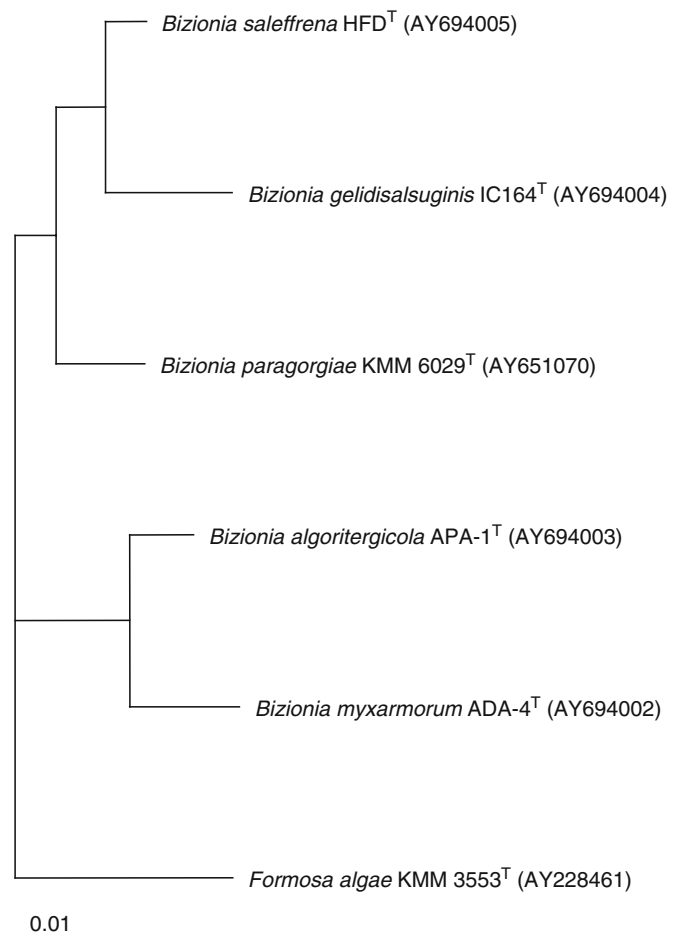 Bizionia saleffrena HFDᵀ (AY694005)
Bizionia gelidisalsuginis IC164ᵀ (AY694004)
Bizionia paragorgiae KMM 6029ᵀ (AY651070)
Bizionia algoritergicola APA-1ᵀ (AY694003)
Bizionia myxarmorum ADA-4ᵀ (AY694002)
Formosa algae KMM 3553ᵀ (AY228461)
0.01